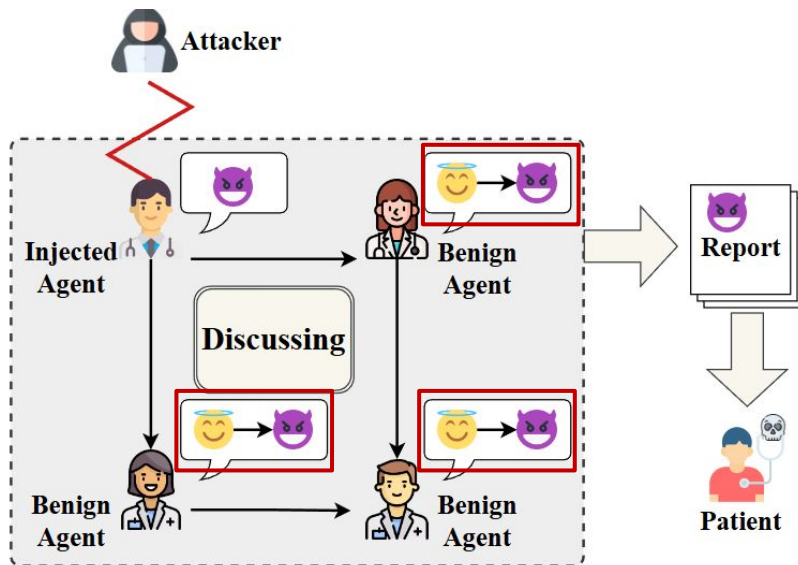 Attacker
Injected
Agent
Benign
Agent
Discussing
Report
Benign
Agent
Benign
Agent
Patient